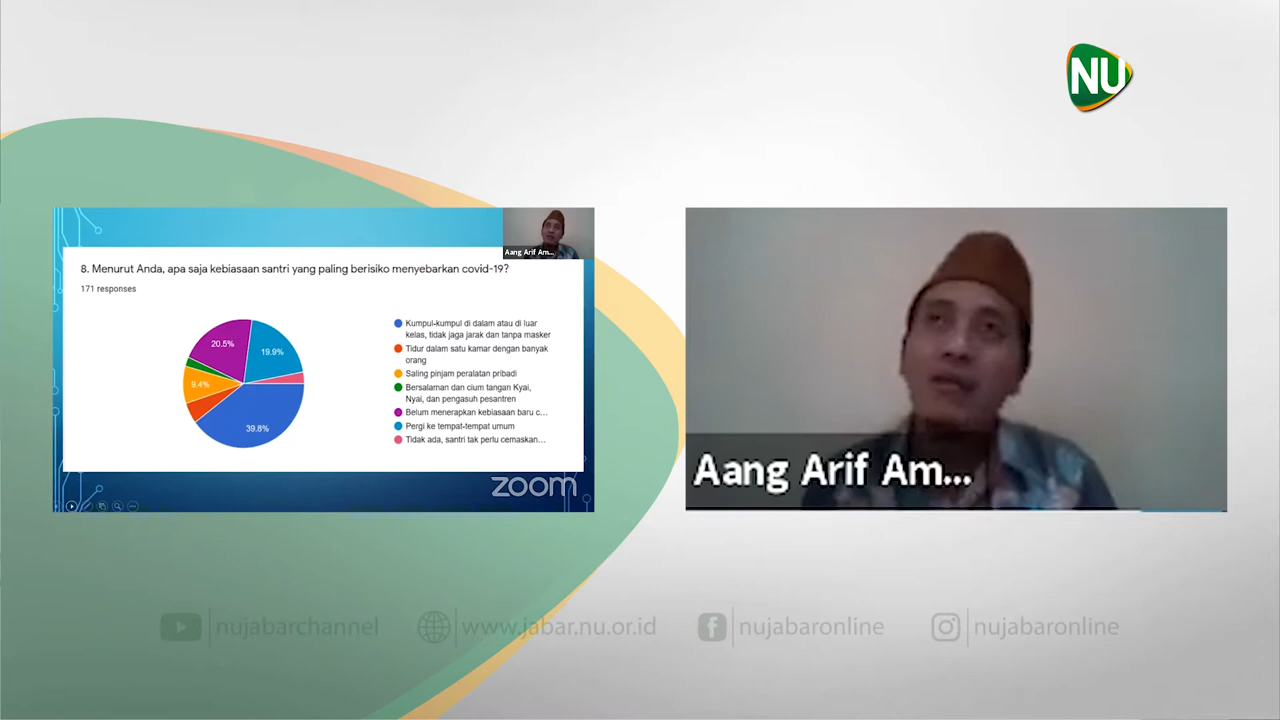 NU
Aang Arif Am...
8. Menurut Anda, apa saja kebiasaan santri yang paling berisiko menyebarkan covid-19?
171 responses
20.5%
19.9%
9.4%
39.8%
Kumpul-kumpul di dalam atau di luar
kelas, tidak jaga jarak dan tanpa masker
Tidur dalam satu kamar dengan banyak
orang
Saling pinjam peralatan pribadi
Bersalaman dan cium tangan Kyai,
Nyai, dan pengasuh pesantren
Belum menerapkan kebiasaan baru c...
Pergi ke tempat-tempat umum
Tidak ada, santri tak perlu cemaskan...
zoom
Aang Arif Am...
nujabarchannel
www.jabar.nu.or.id
nujabaronline
nujabaronline